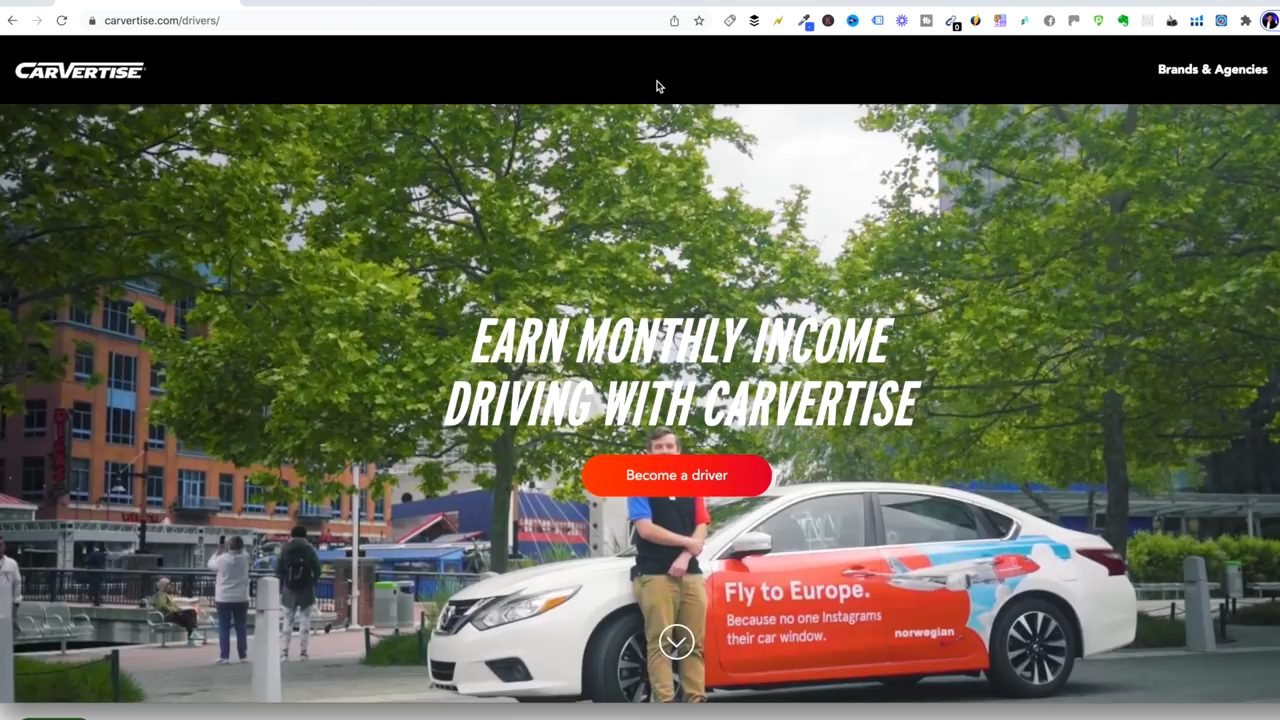 carvertise.com/drivers/
CARVERTISE
Brands & Agencies
EARN MONTHLY INCOME
DRIVING WITH CARVERTISE
Become a driver
Fly to Europe.
Because no one Instagrams
their car window.
norwegian